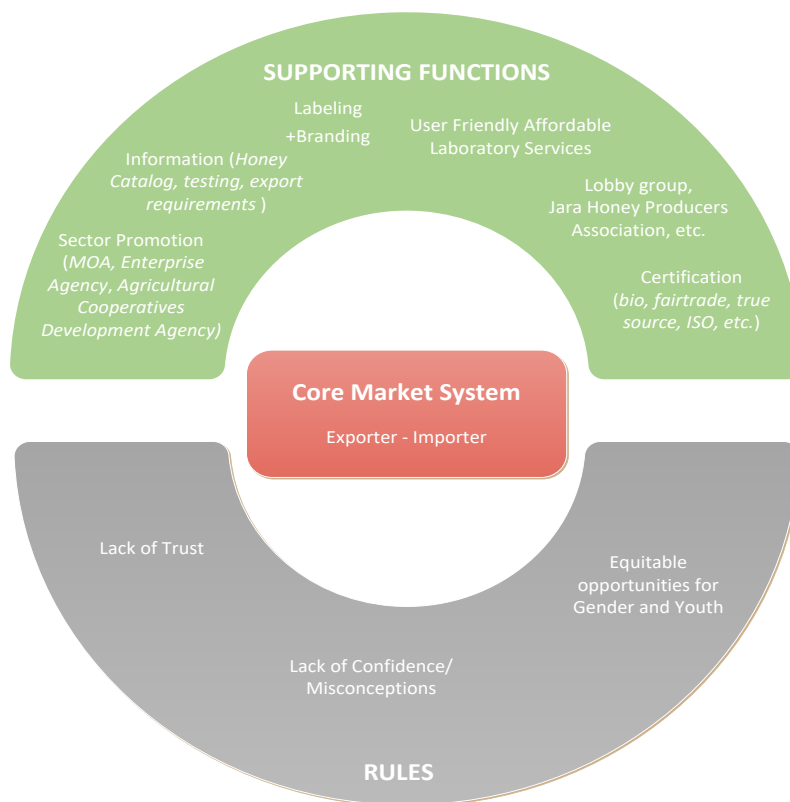 SUPPORTING FUNCTIONS
Labeling
+Branding
User Friendly Affordable
Laboratory Services
Information (Honey
Catalog, testing, export
requirements )
Lobby group,
Jara Honey Producers
Association, etc.
Sector Promotion
(MOA, Enterprise
Agency, Agricultural
Cooperatives
Development Agency)
Certification
(bio, fairtrade, true
source, ISO, etc.)
Core Market System
Exporter - Importer
Lack of Trust
Equitable
opportunities for
Gender and Youth
Lack of Confidence/
Misconceptions
RULES